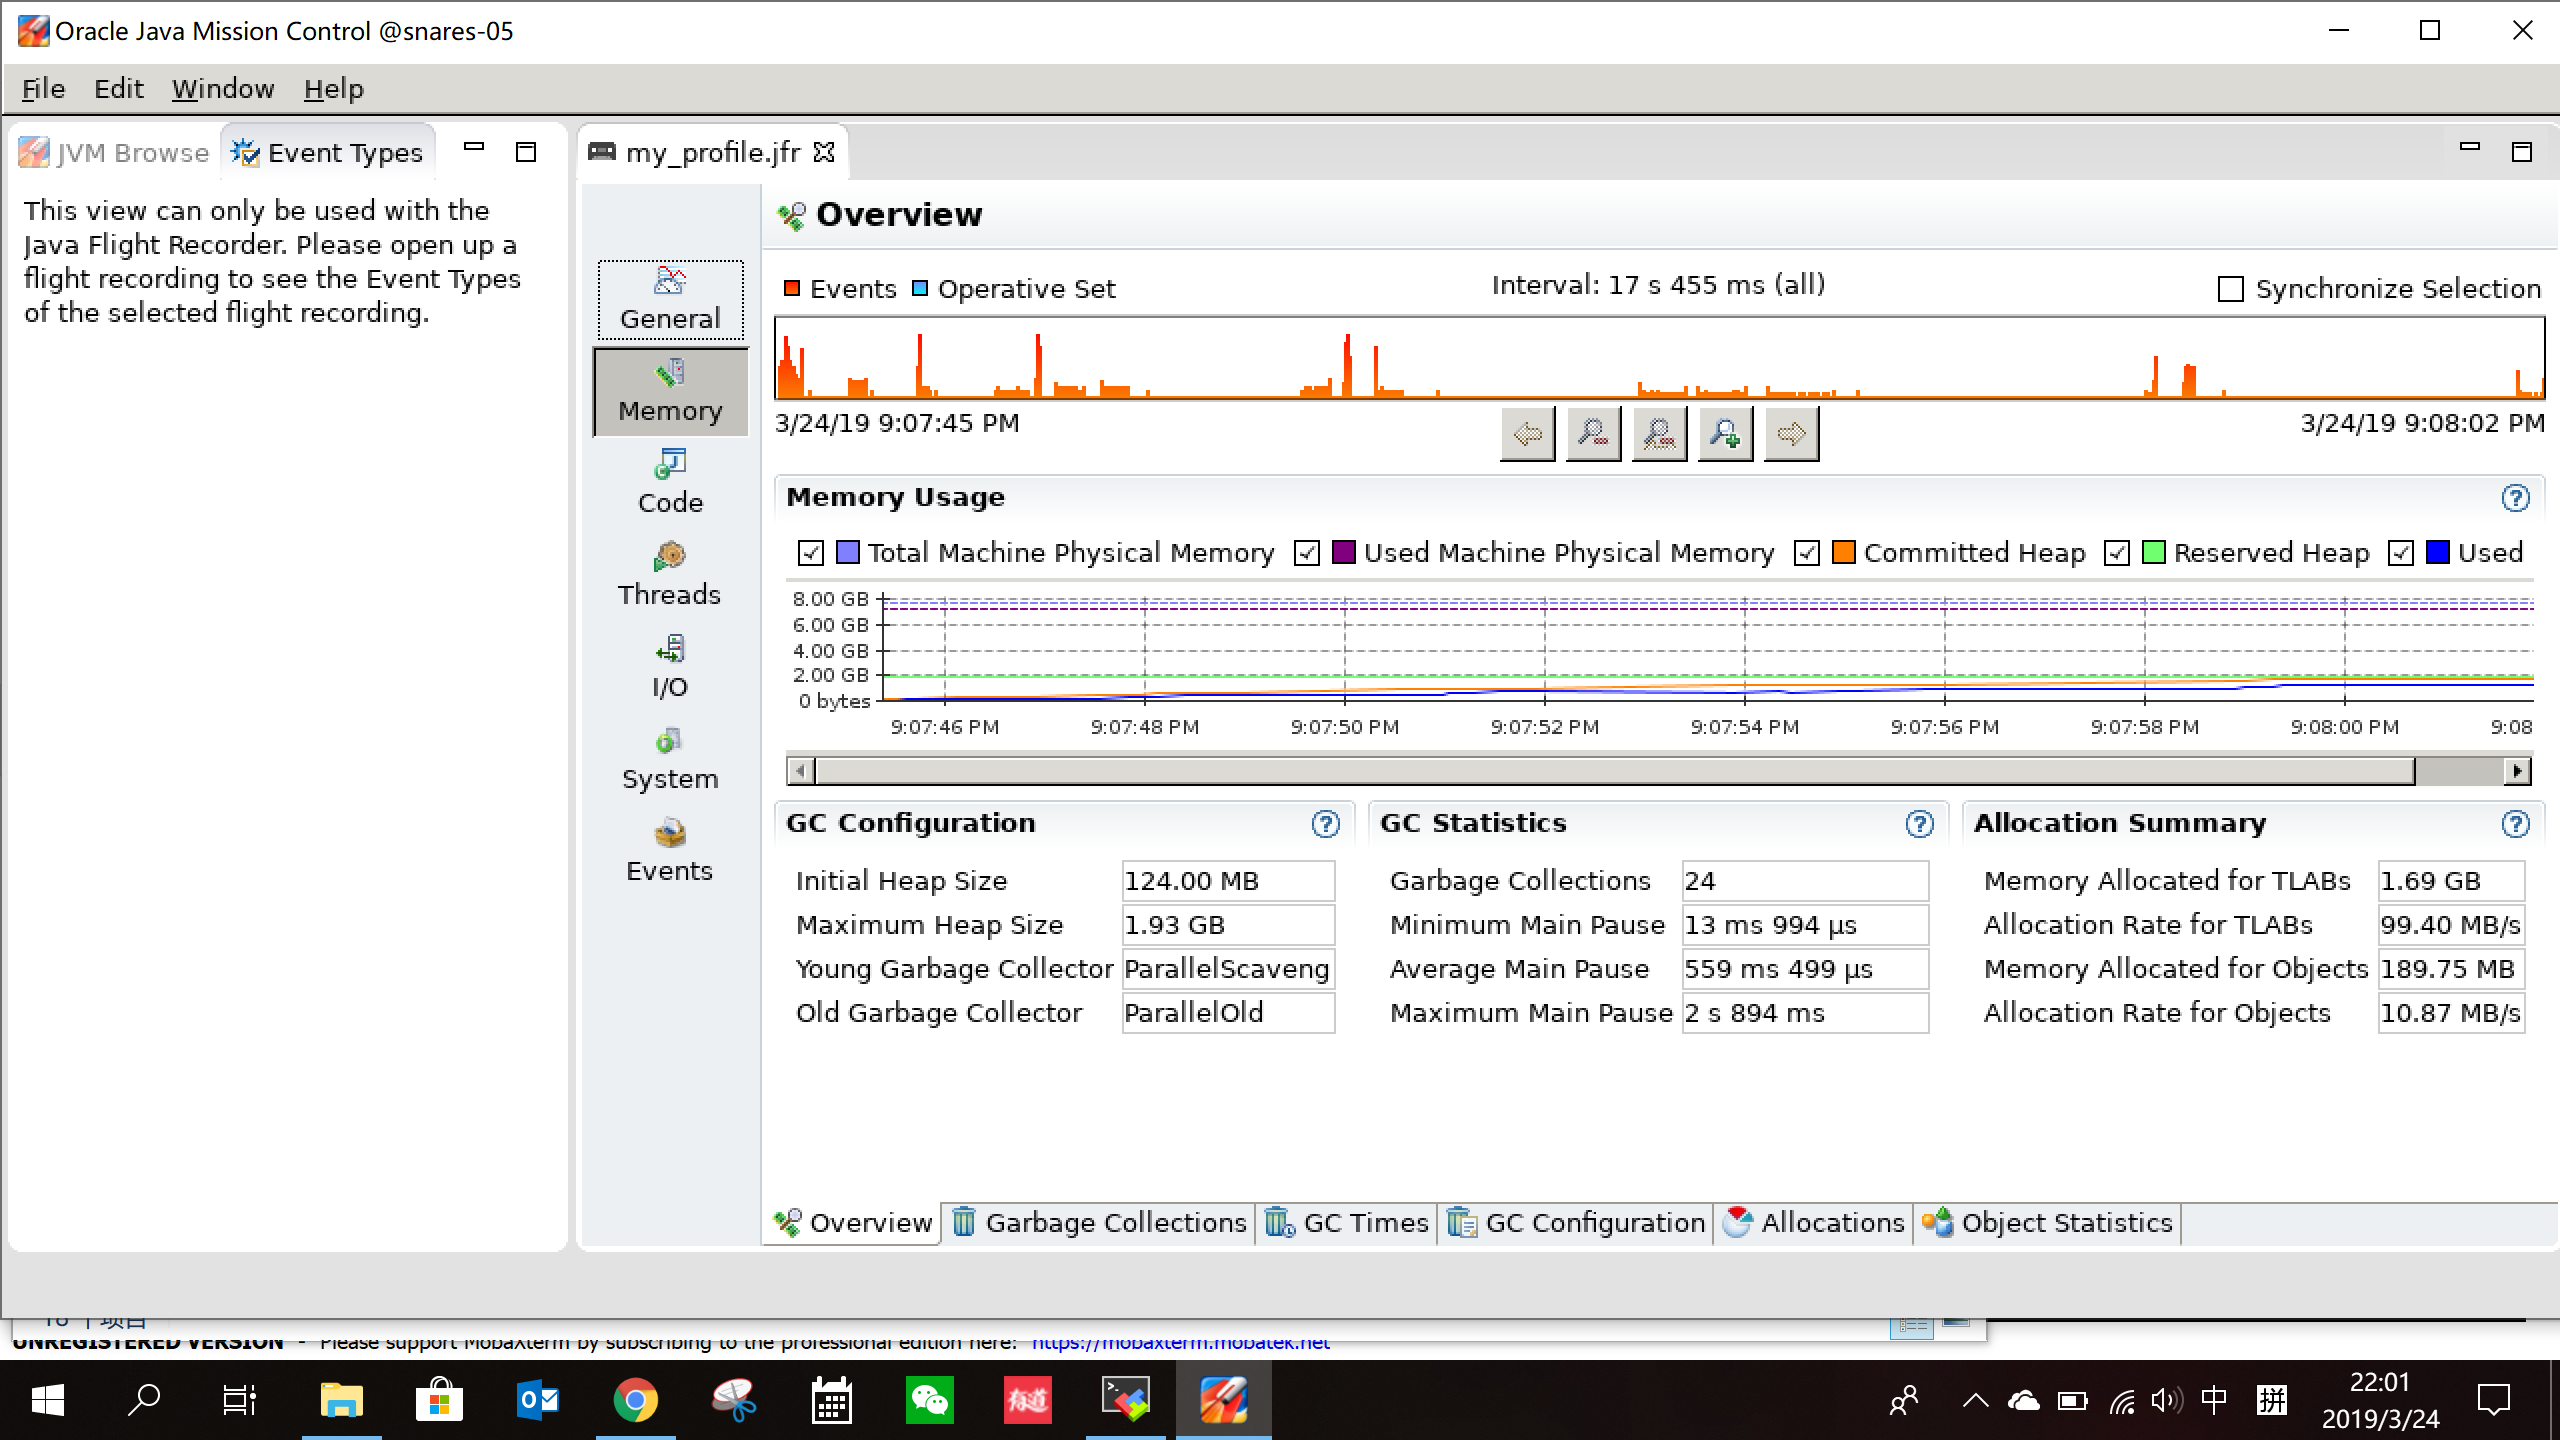 Oracle Java Mission Control @snares-05
File Edit Window Help
JVM Browse Event Types
my_profile.jfr
This view can only be used with the
Java Flight Recorder. Please open up a
flight recording to see the Event Types
of the selected flight recording.
General
Memory
Code
Threads
I/O
System
Events
Overview
Events Operative Set Interval: 17 s 455 ms (all) Synchronize Selection
3/24/19 9:07:45 PM 3/24/19 9:08:02 PM
Memory Usage
Total Machine Physical Memory Used Machine Physical Memory Committed Heap Reserved Heap Used
8.00 GB
6.00 GB
4.00 GB
2.00 GB
0 bytes
9:07:46 PM 9:07:48 PM 9:07:50 PM 9:07:52 PM 9:07:54 PM 9:07:56 PM 9:07:58 PM 9:08:00 PM 9:08
GC Configuration
Initial Heap Size 124.00 MB
Maximum Heap Size 1.93 GB
Young Garbage Collector ParallelScaveng
Old Garbage Collector ParallelOld
GC Statistics
Garbage Collections 24
Minimum Main Pause 13 ms 994 µs
Average Main Pause 559 ms 499 µs
Maximum Main Pause 2 s 894 ms
Allocation Summary
Memory Allocated for TLABs 1.69 GB
Allocation Rate for TLABs 99.40 MB/s
Memory Allocated for Objects 189.75 MB
Allocation Rate for Objects 10.87 MB/s
Overview Garbage Collections GC Times GC Configuration Allocations Object Statistics
UNREGISTERED VERSION - Please support MobaXterm by subscribing to the professional edition here: https://mobaxterm.mobatek.net
有道
中 拼
22:01
2019/3/24